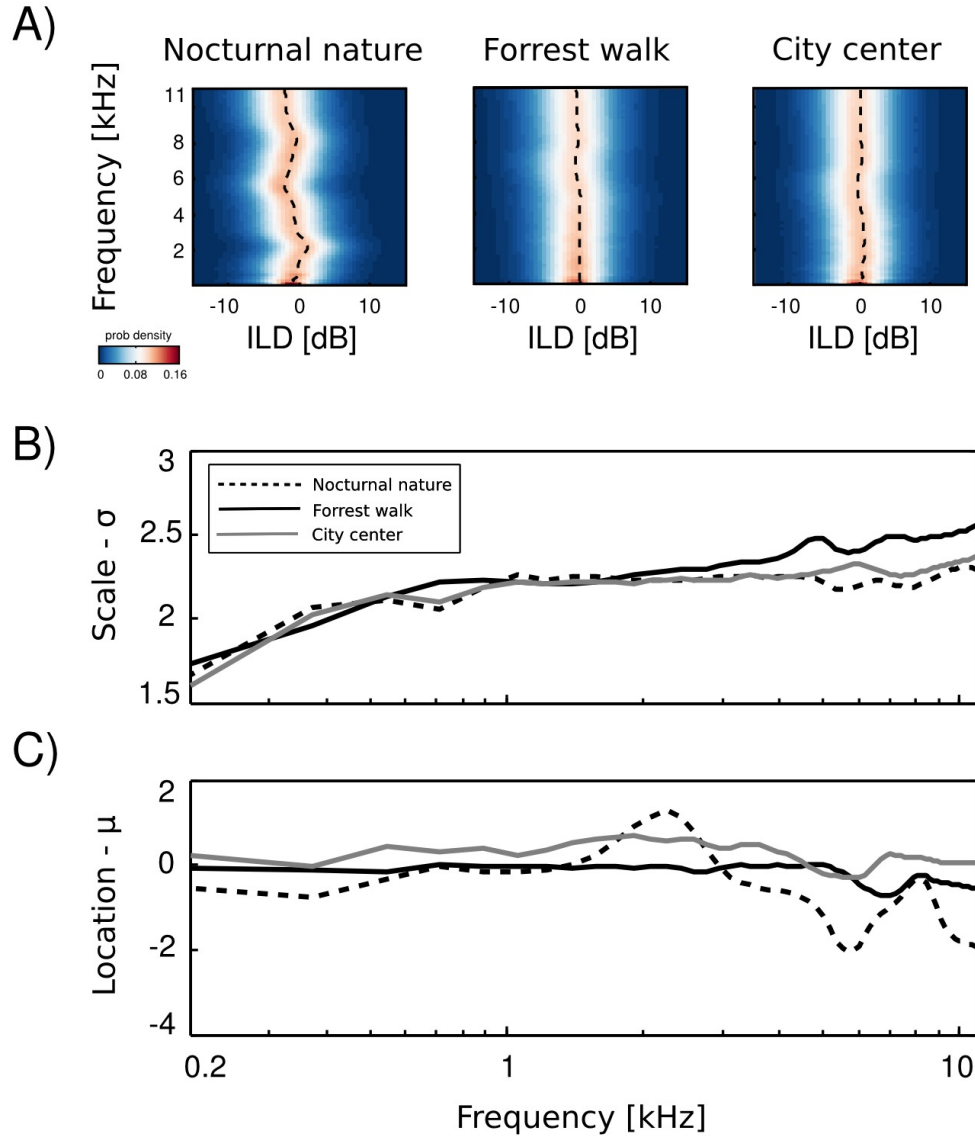 A)
Nocturnal nature
Forrest walk
City center
Frequency [kHz]
11
8
6
4
2
-10 0 10
-10 0 10
-10 0 10
ILD [dB]
ILD [dB]
ILD [dB]
prob density
0 0.08 0.16
B)
Scale - σ
3
2.5
2
1.5
Nocturnal nature
Forrest walk
City center
C)
Location - μ
2
0
-2
-4
0.2 1 10
Frequency [kHz]